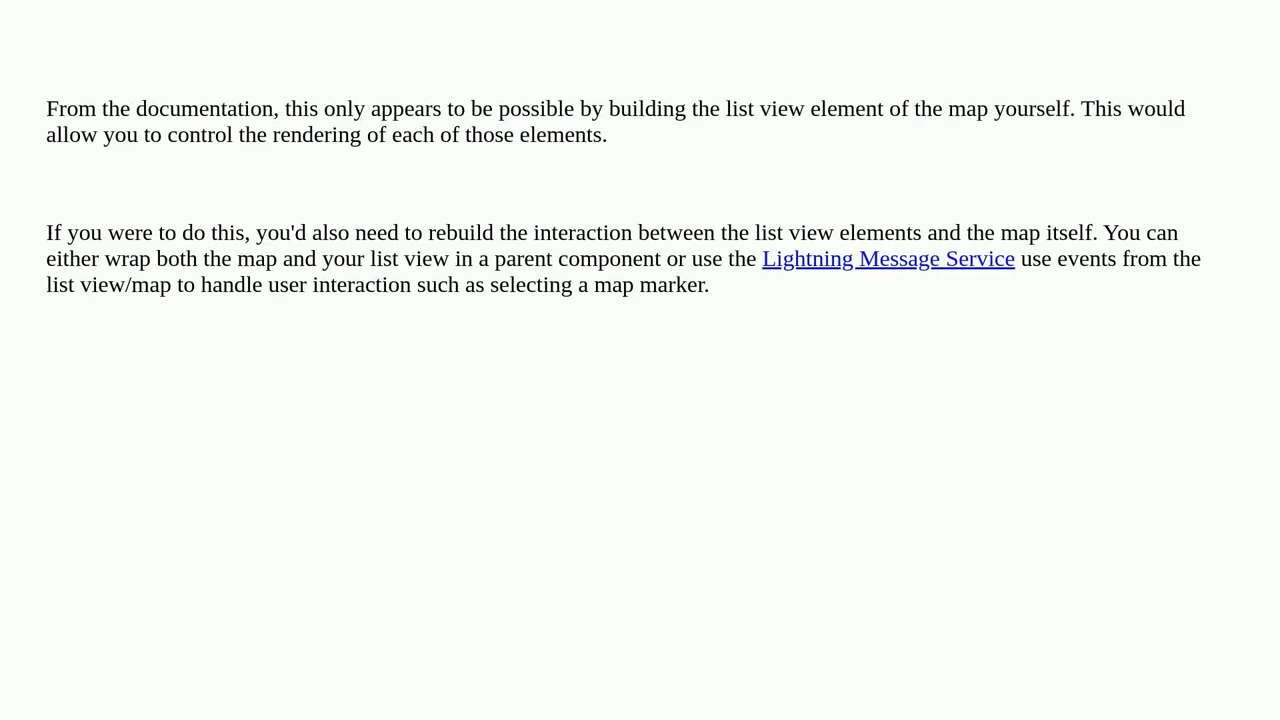 From the documentation, this only appears to be possible by building the list view element of the map yourself. This would
allow you to control the rendering of each of those elements.
If you were to do this, you'd also need to rebuild the interaction between the list view elements and the map itself. You can
either wrap both the map and your list view in a parent component or use the Lightning Message Service use events from the
list view/map to handle user interaction such as selecting a map marker.